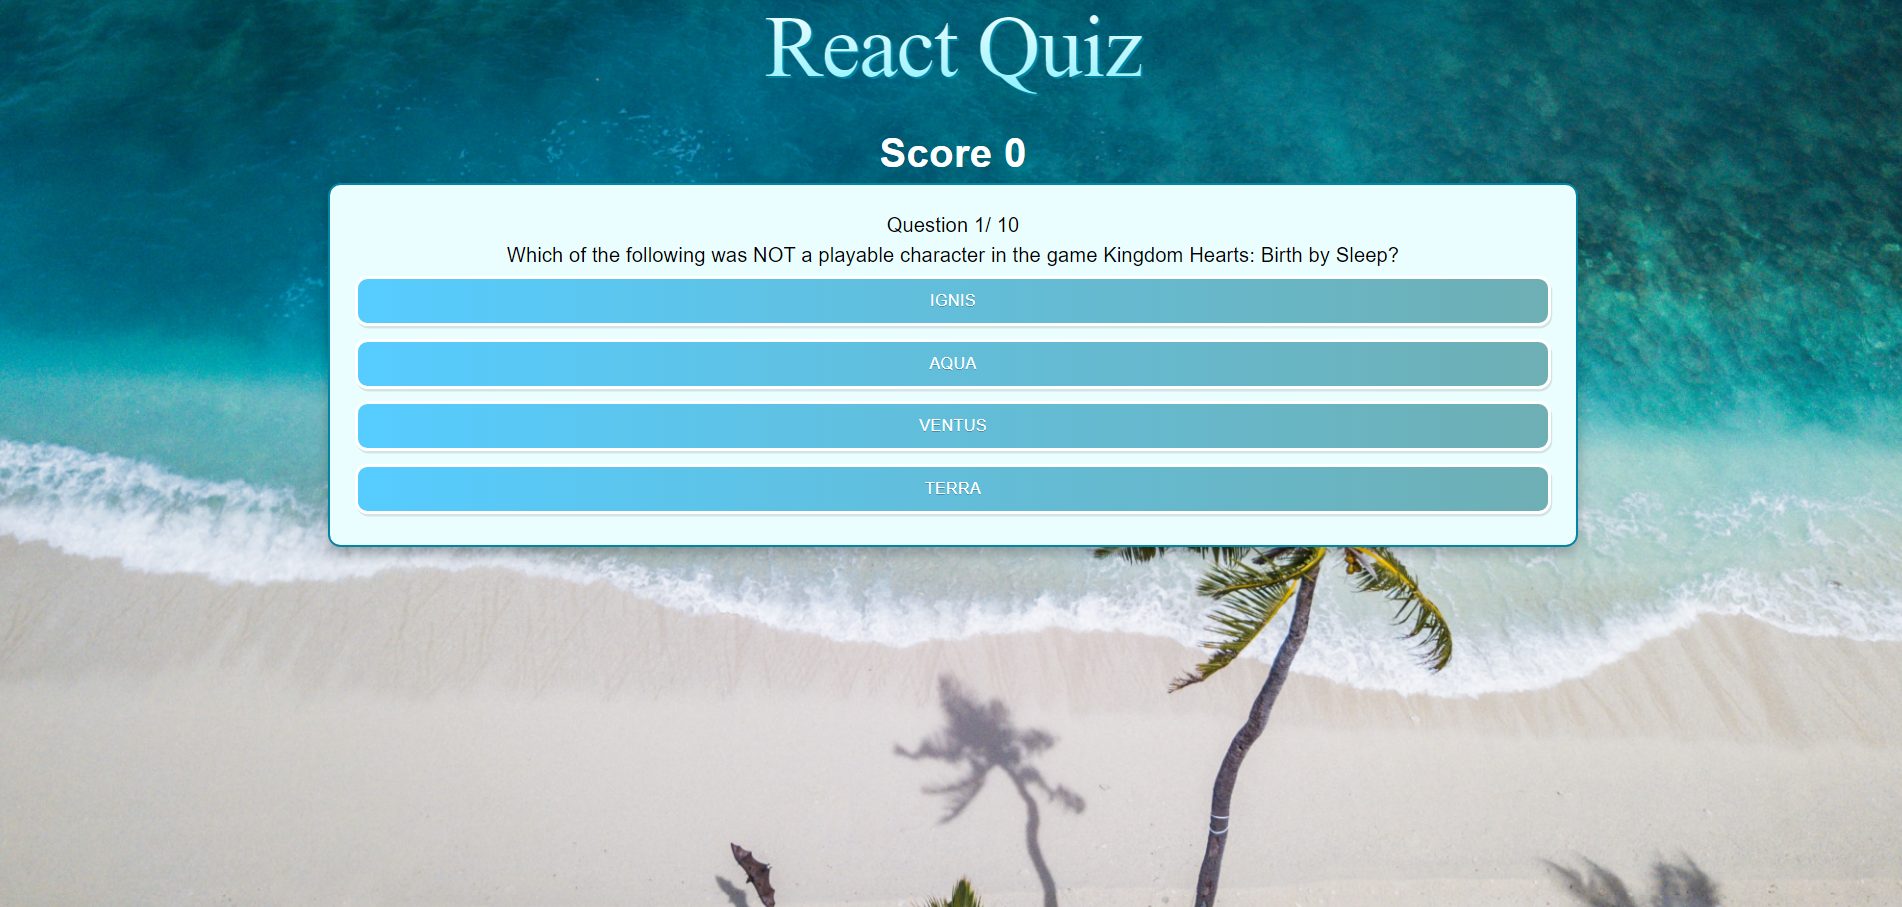 React Quiz
Score 0
Question 1/ 10
Which of the following was NOT a playable character in the game Kingdom Hearts: Birth by Sleep?
IGNIS
AQUA
VENTUS
TERRA